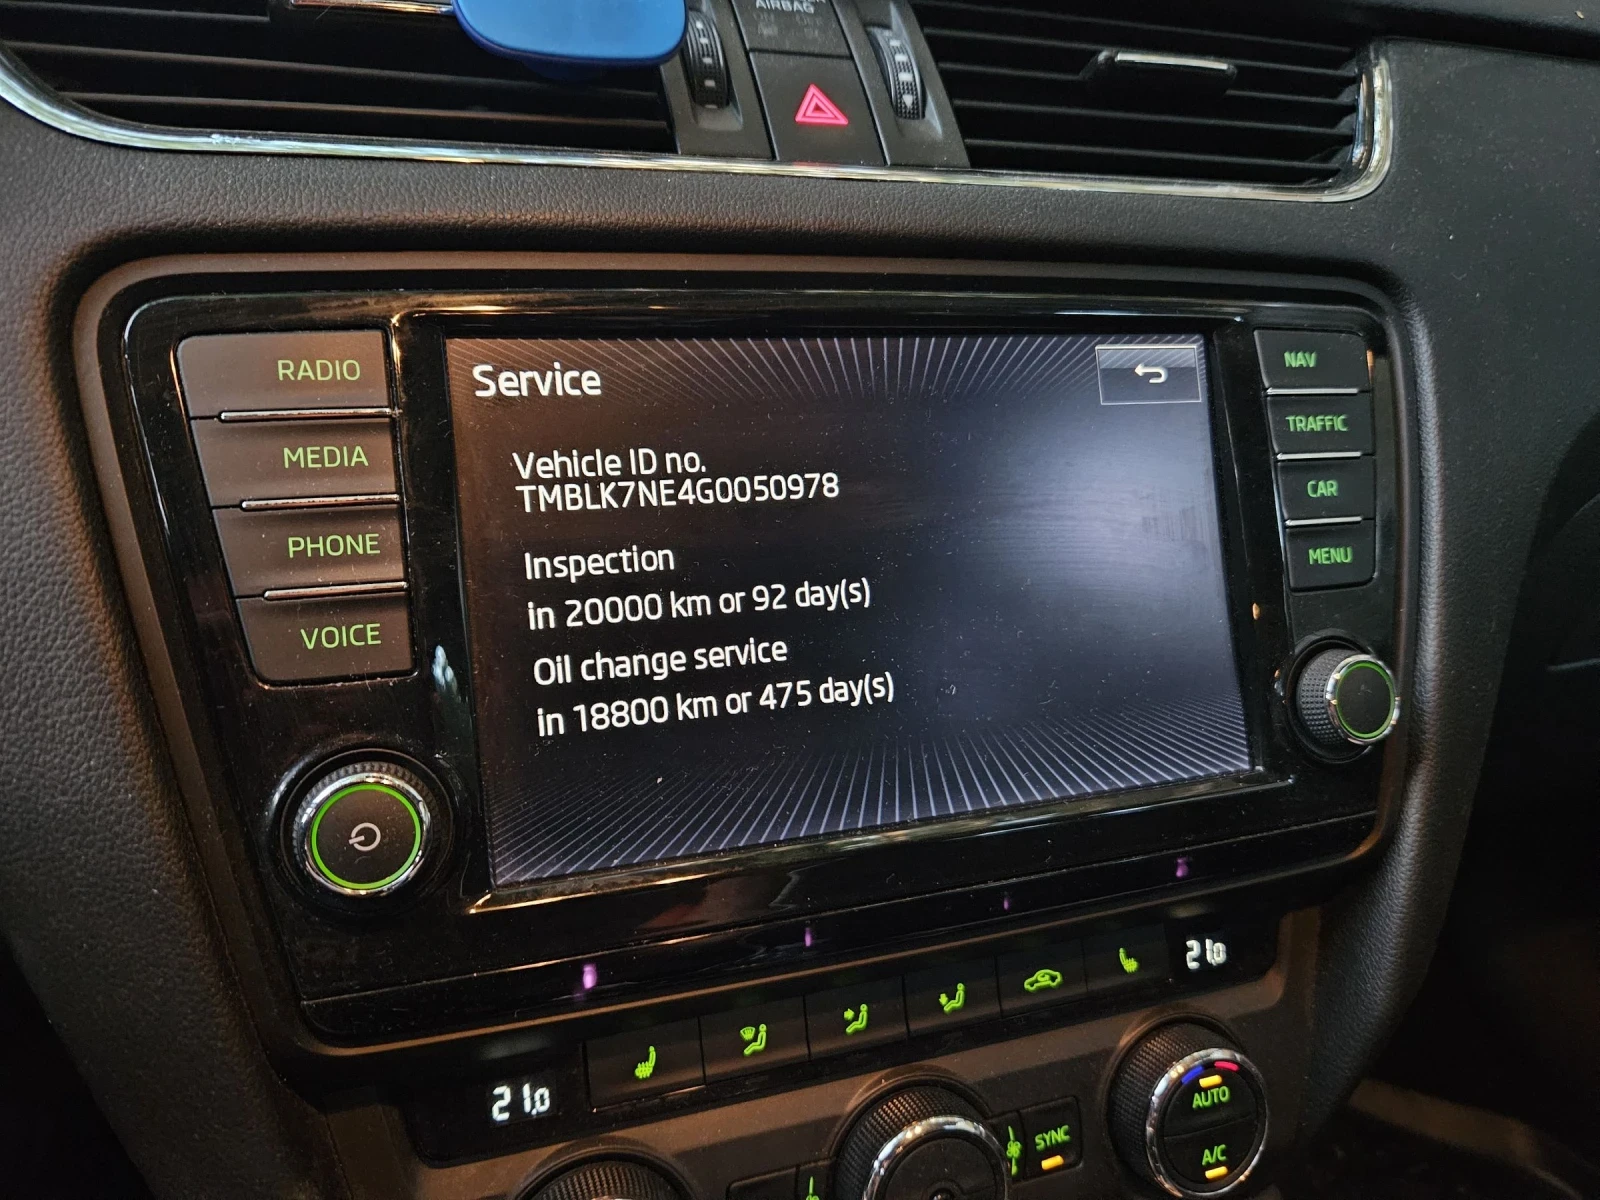 AIRBAG
RADIO
MEDIA
PHONE
VOICE
Service
Vehicle ID no.
TMBLK7NE4G0050978
Inspection
in 20000 km or 92 day(s)
Oil change service
in 18800 km or 475 day(s)
NAV
TRAFFIC
CAR
MENU
21.0
21.0
SYNC
AUTO
A/C